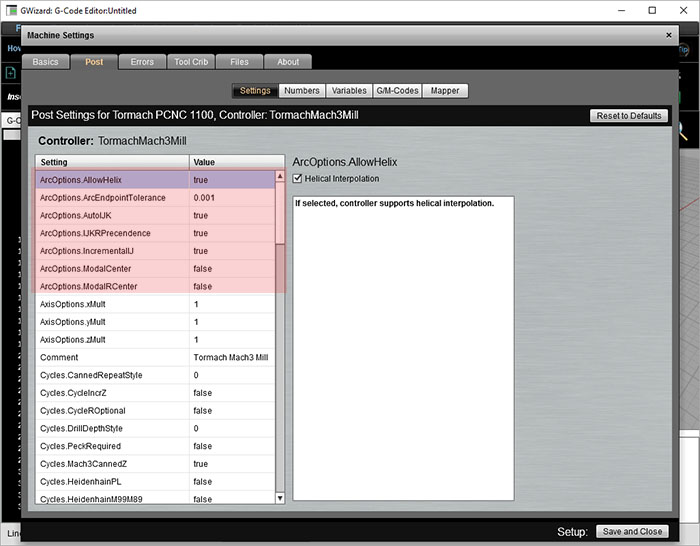 GWizard: G-Code Editor:Untitled
Machine Settings
Basics Post Errors Tool Crib Files About
Settings Numbers Variables G/M-Codes Mapper
Post Settings for Tormach PCNC 1100, Controller: TormachMach3Mill
Reset to Defaults
Controller: TormachMach3Mill
Setting Value
ArcOptions.AllowHelix true
ArcOptions.ArcEndpointTolerance 0.001
ArcOptions.AutoIJK true
ArcOptions.IJKRPrecendence true
ArcOptions.IncrementalIJ true
ArcOptions.ModalCenter false
ArcOptions.ModalRCenter false
AxisOptions.xMult 1
AxisOptions.yMult 1
AxisOptions.zMult 1
Comment Tormach Mach3 Mill
Cycles.CannedRepeatStyle 0
Cycles.CycleIncrZ false
Cycles.CycleROptional false
Cycles.DrillDepthStyle 0
Cycles.PeckRequired false
Cycles.Mach3CannedZ true
Cycles.HeidenhainPL false
Cycles.HeidenhainM99M89 false
ArcOptions.AllowHelix
Helical Interpolation
If selected, controller supports helical interpolation.
Setup: Save and Close